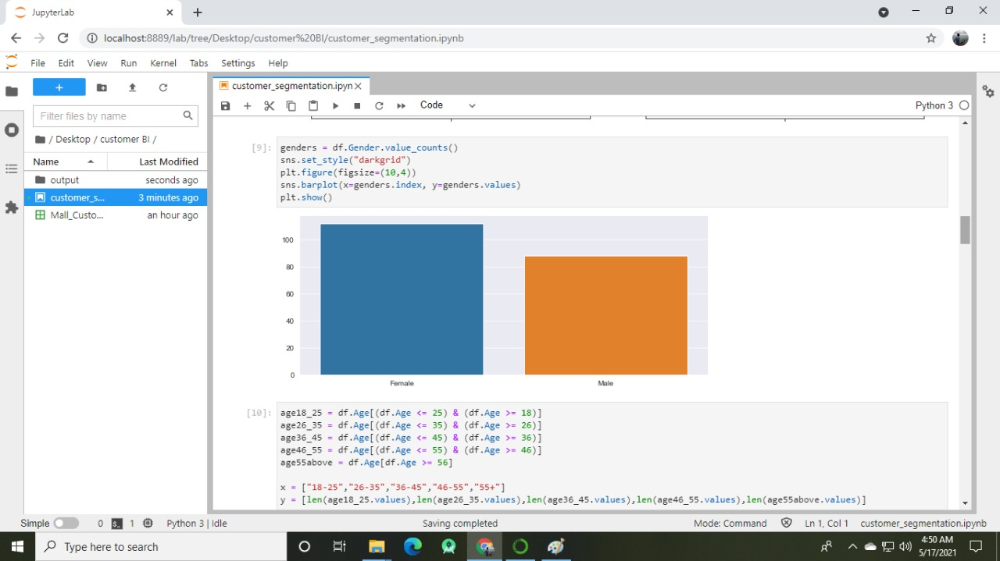 JupyterLab
localhost:8889/lab/tree/Desktop/customer%20BI/customer_segmentation.ipynb
File Edit View Run Kernel Tabs Settings Help
Filter files by name
/ Desktop / customer BI /
Name Last Modified
output seconds ago
customer_s... 3 minutes ago
Mall_Custo... an hour ago
customer_segmentation.ipyn
Code
Python 3
[9]:
genders = df.Gender.value_counts()
sns.set_style("darkgrid")
plt.figure(figsize=(10,4))
sns.barplot(x=genders.index, y=genders.values)
plt.show()
100
80
60
40
20
0
Female Male
[10]:
age18_25 = df.Age[(df.Age <= 25) & (df.Age >= 18)]
age26_35 = df.Age[(df.Age <= 35) & (df.Age >= 26)]
age36_45 = df.Age[(df.Age <= 45) & (df.Age >= 36)]
age46_55 = df.Age[(df.Age <= 55) & (df.Age >= 46)]
age55above = df.Age[df.Age >= 56]
x = ["18-25","26-35","36-45","46-55","55+"]
y = [len(age18_25.values),len(age26_35.values),len(age36_45.values),len(age46_55.values),len(age55above.values)]
Simple 0 1 Python 3 | Idle Saving completed Mode: Command Ln 1, Col 1 customer_segmentation.ipynb
Type here to search
4:50 AM
5/17/2021